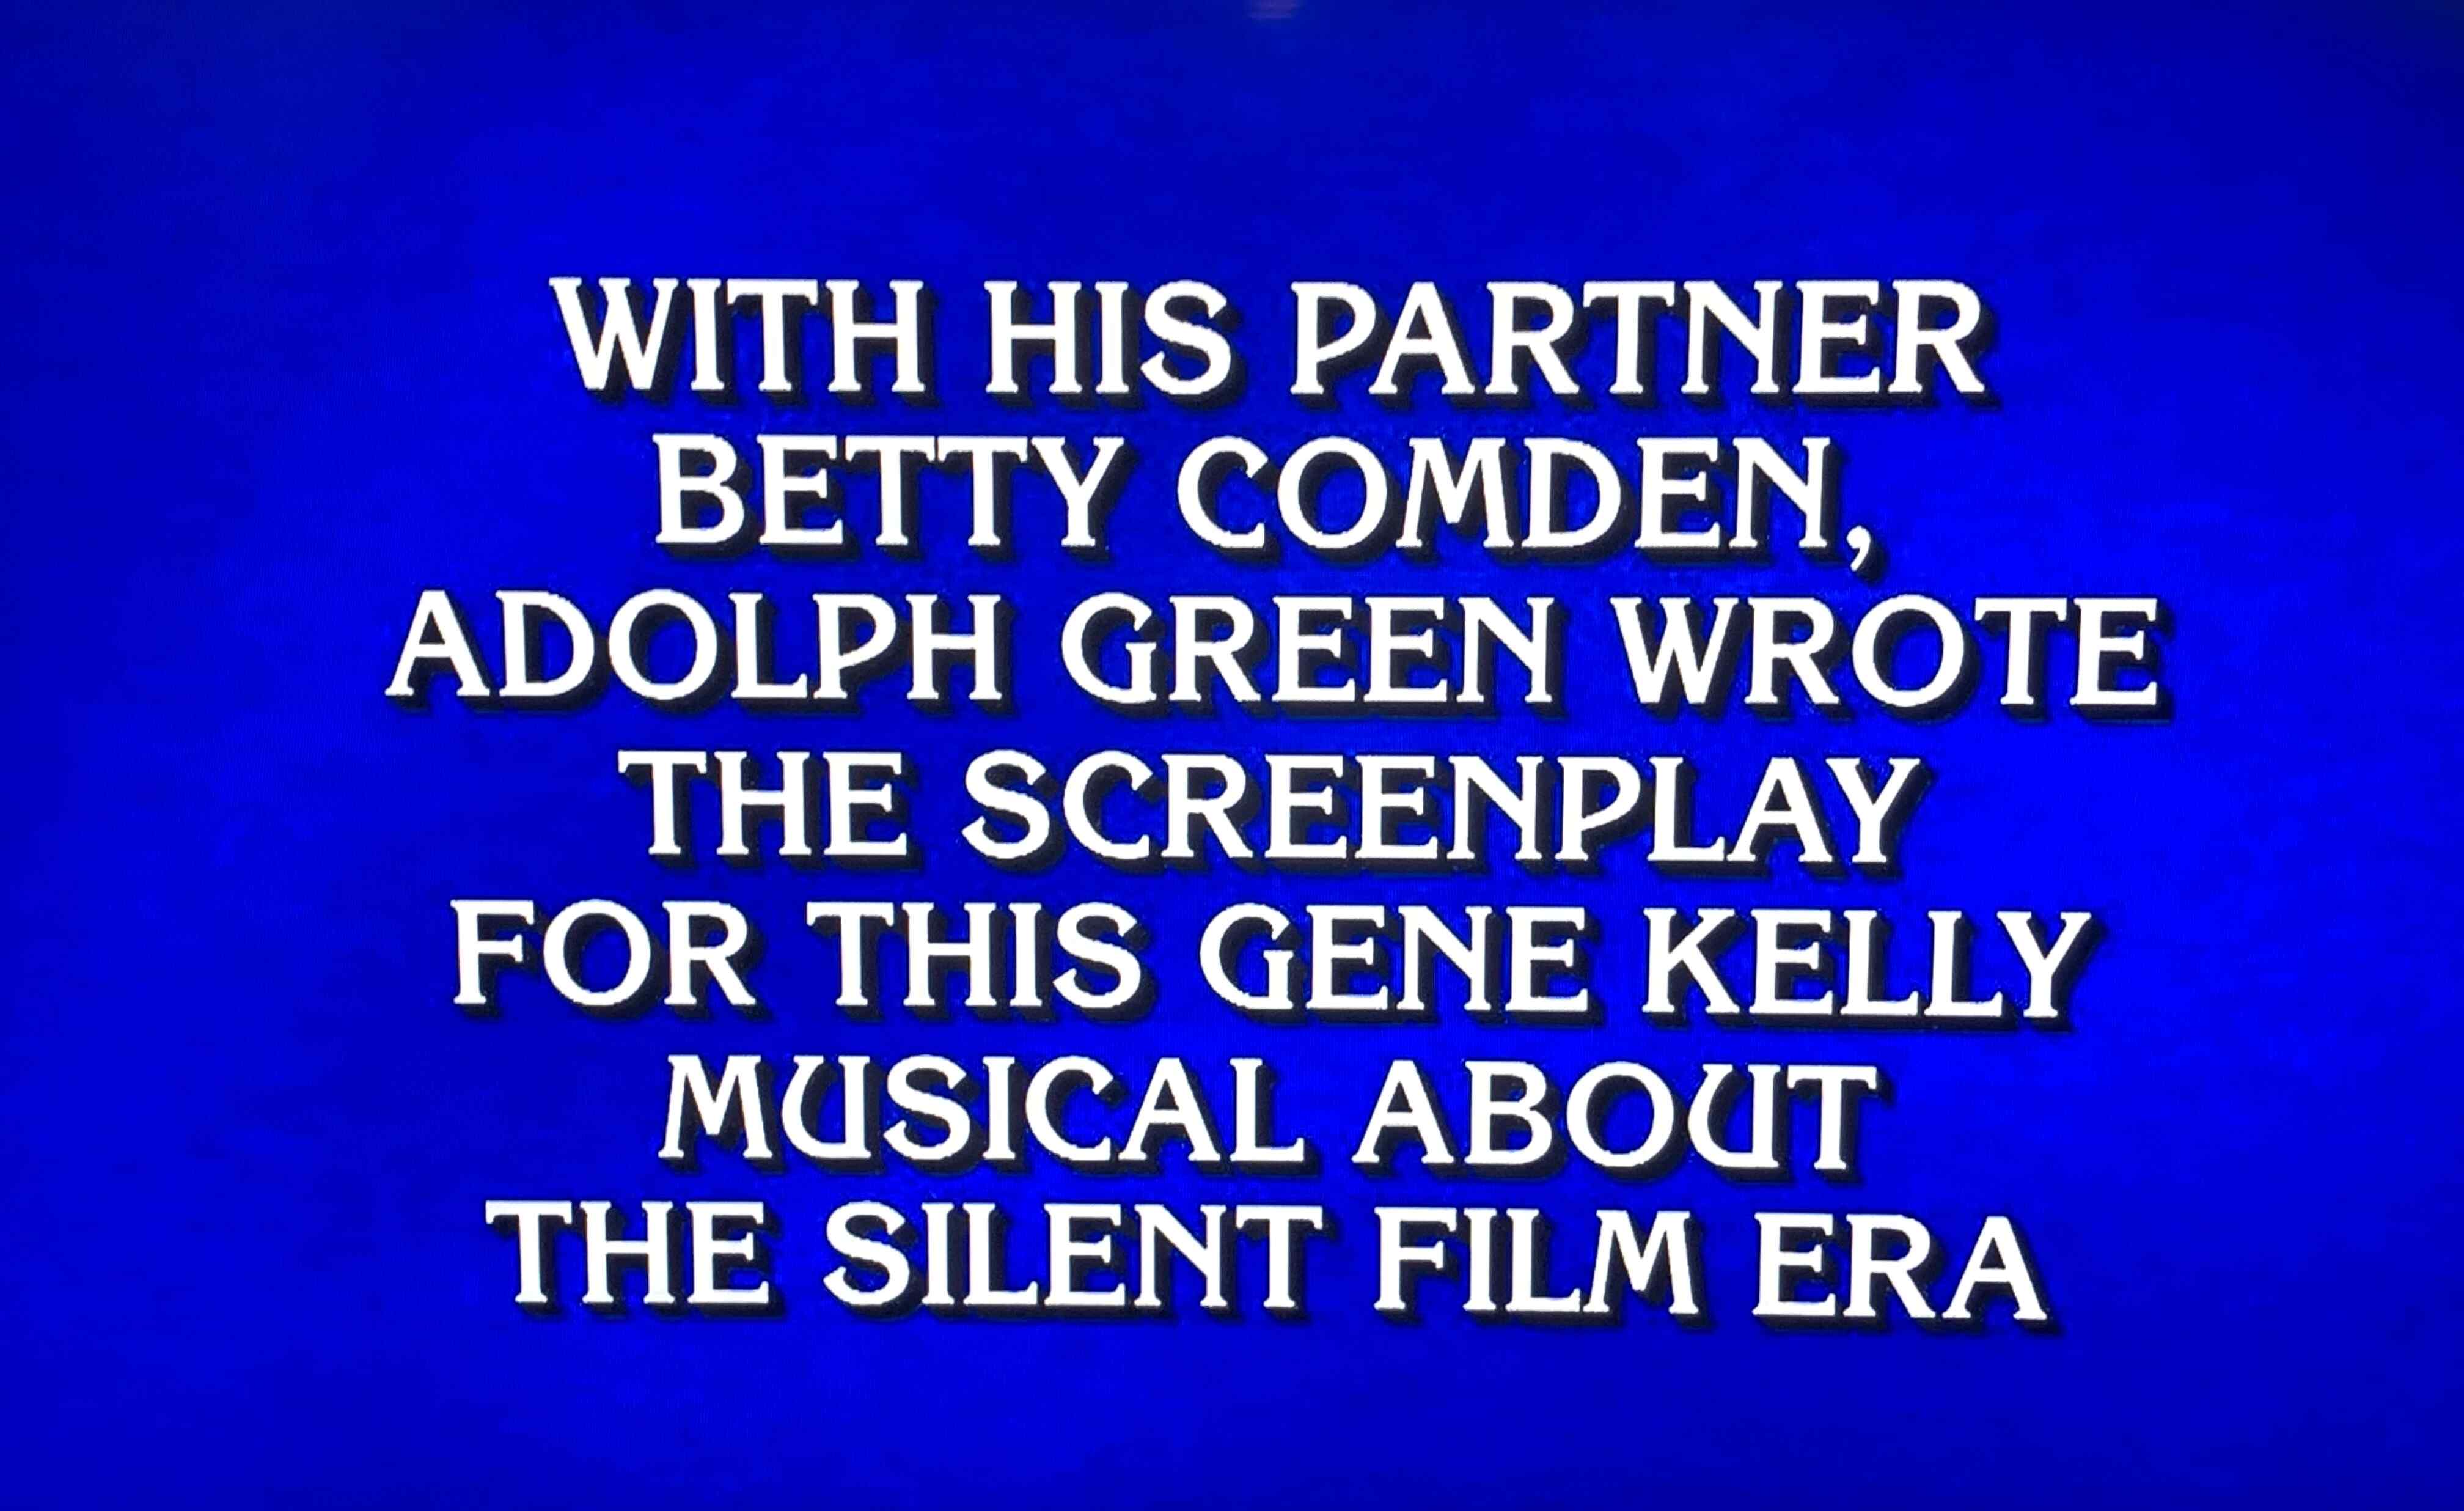 WITH HIS PARTNER
BETTY COMDEN,
ADOLPH GREEN WROTE
THE SCREENPLAY
FOR THIS GENE KELLY
MUSICAL ABOUT
THE SILENT FILM ERA